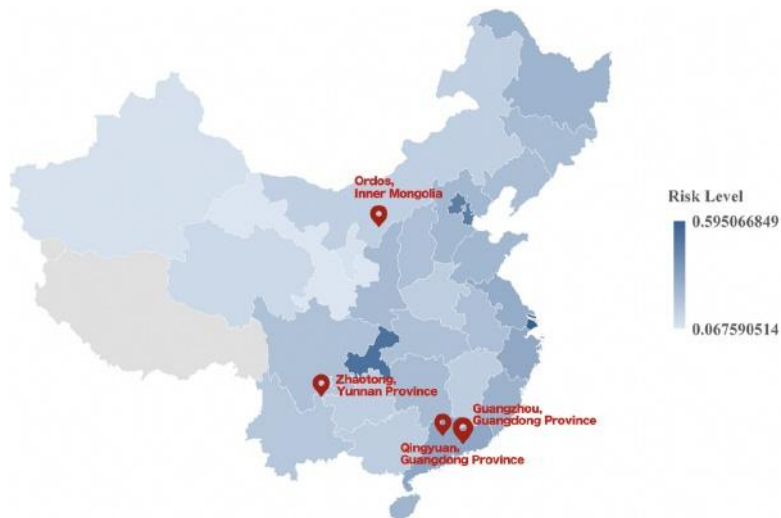 Ordos,
Inner Mongolia
Risk Level
0.595066849
0.067590514
Zhaotong,
Yunnan Province
Guangzhou,
Guangdong Province
Qingyuan,
Guangdong Province